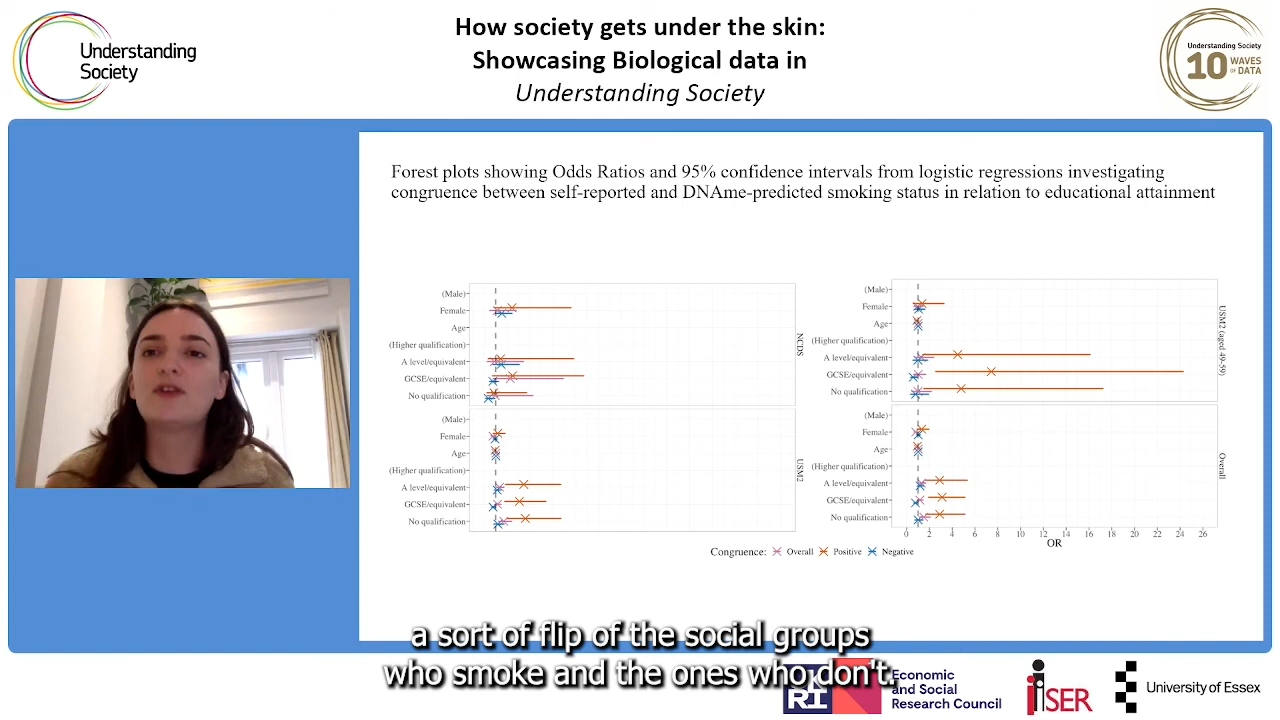 Understanding
Society
How society gets under the skin:
Showcasing Biological data in
Understanding Society
Understanding Society
10 WAVES
OF DATA
Forest plots showing Odds Ratios and 95% confidence intervals from logistic regressions investigating
congruence between self-reported and DNAme-predicted smoking status in relation to educational attainment
(Male)
Female
Age
(Higher qualification)
A level/equivalent
GCSE/equivalent
No qualification
NCDS
(Male)
Female
Age
(Higher qualification)
A level/equivalent
GCSE/equivalent
No qualification
USM2
(Male)
Female
Age
(Higher qualification)
A level/equivalent
GCSE/equivalent
No qualification
USM2 (aged 49-59)
(Male)
Female
Age
(Higher qualification)
A level/equivalent
GCSE/equivalent
No qualification
Overall
0 2 4 6 8 10 12 14 16 18 20 22 24 26
OR
Congruence: Overall Positive Negative
a sort of flip of the social groups
who smoke and the ones who don't.
RI
Economic
and Social
Research Council
iSER
University of Essex